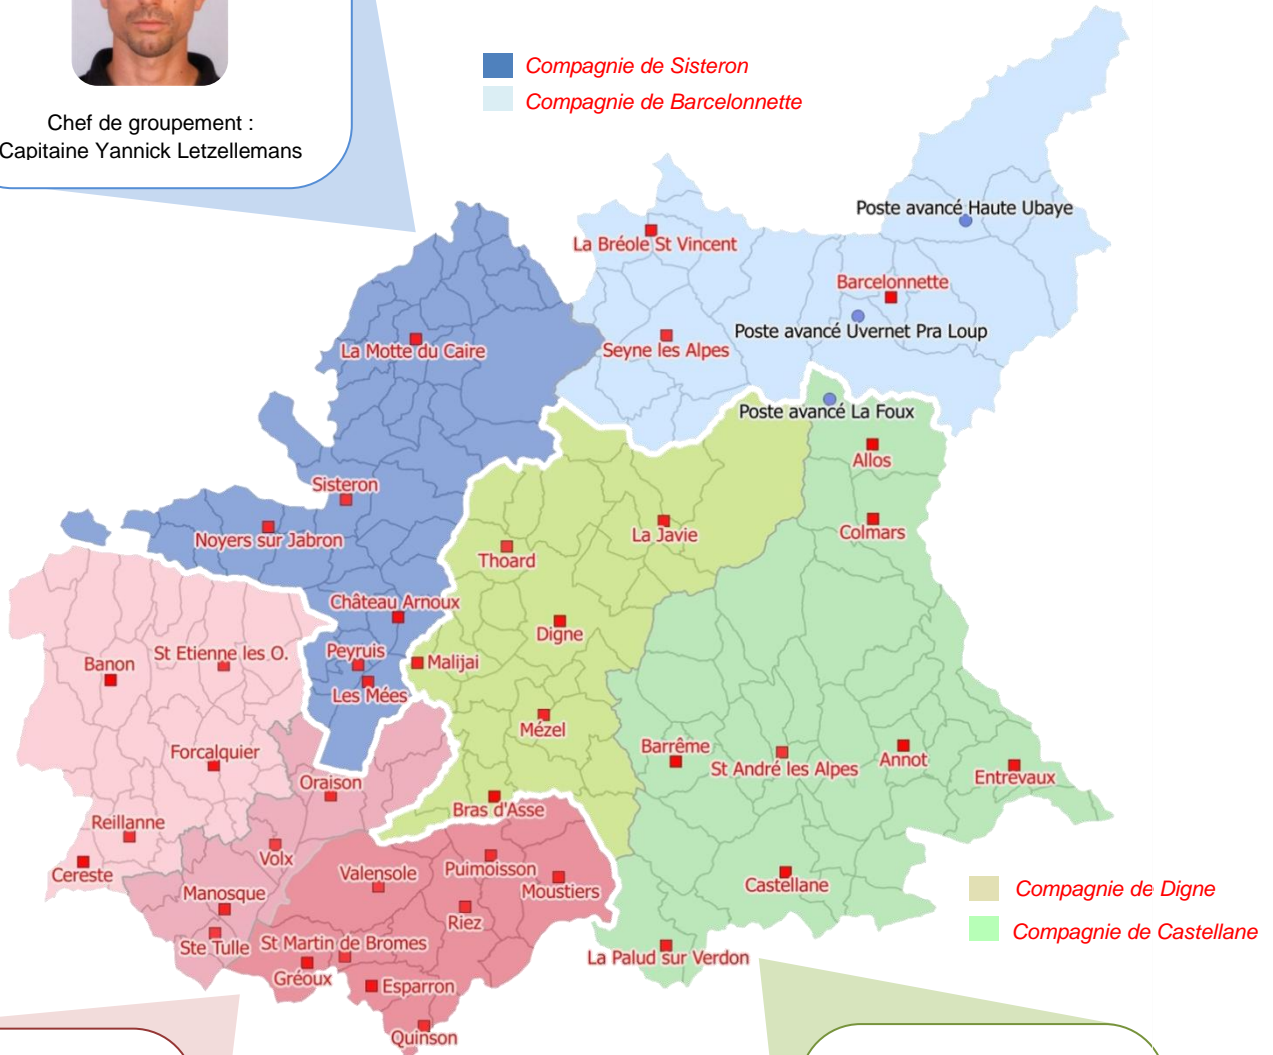 Chef de groupement :
Capitaine Yannick Letzellemans
Compagnie de Sisteron
Compagnie de Barcelonnette
Poste avancé Haute Ubaye
La Bréole St Vincent
Barcelonnette
Poste avancé Uvernet Pra Loup
La Motte du Caire
Seyne les Alpes
Poste avancé La Foux
Allos
Sisteron
Noyers sur Jabron
La Javie
Colmars
Thoard
Château Arnoux
Digne
Banon
St Etienne les O.
Peyruis
Malijai
Les Mées
Mézel
Forcalquier
Barrême
St André les Alpes
Annot
Entrevaux
Oraison
Bras d'Asse
Reillanne
Cereste
Volx
Valensole
Puimoisson
Moustiers
Castellane
Manosque
Riez
Compagnie de Digne
Ste Tulle
St Martin de Bromes
Compagnie de Castellane
La Palud sur Verdon
Gréoux
Esparron
Quinson